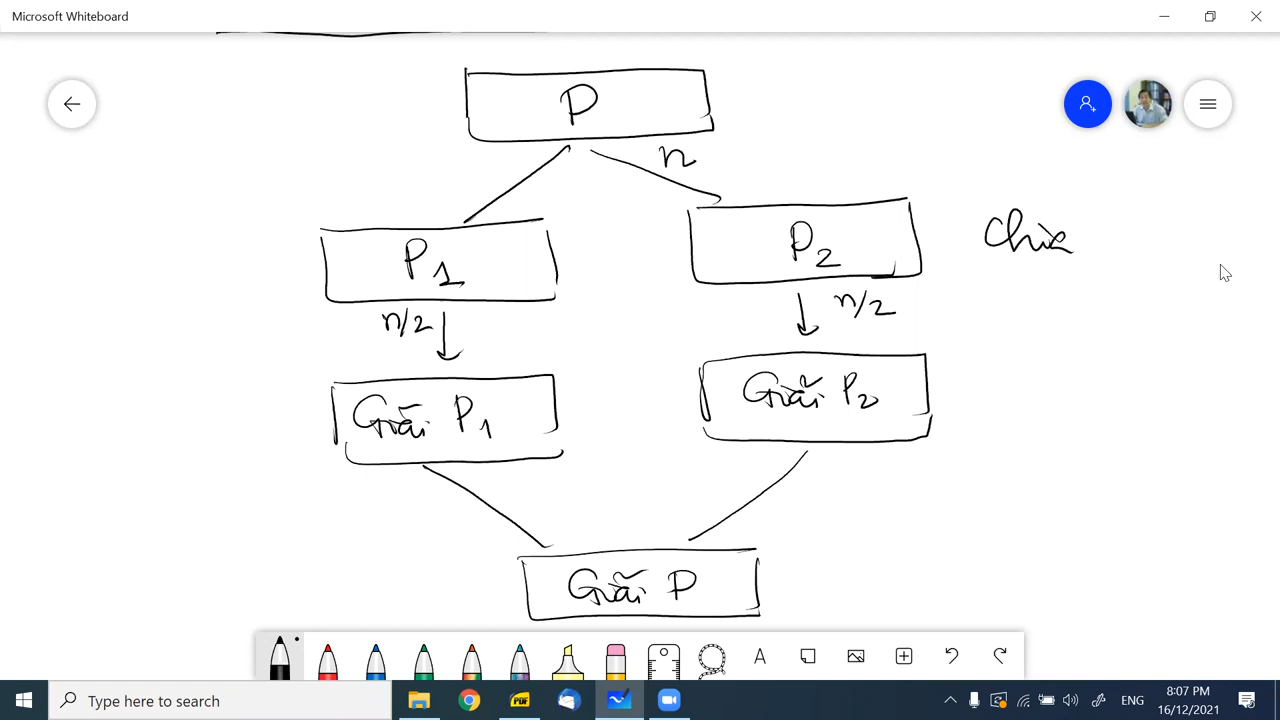 Microsoft Whiteboard
P
n
P1
P2
chia
n/2
n/2
Giải P1
Giải P2
Giải P
A
Type here to search
PDF
ENG
8:07 PM
16/12/2021